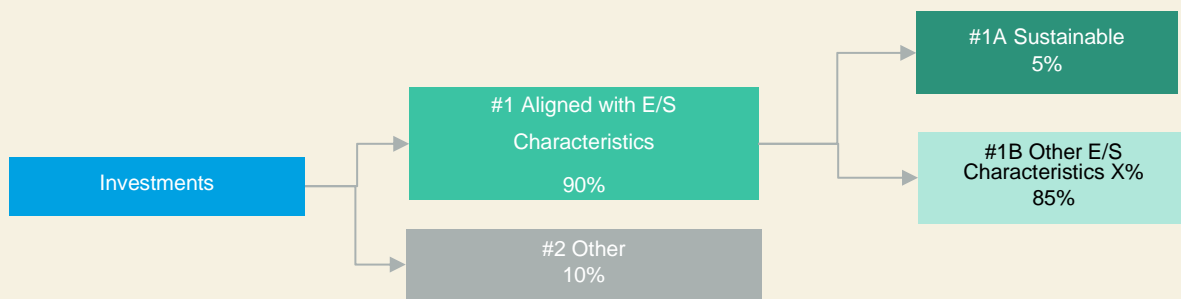 #1A Sustainable
5%
#1 Aligned with E/S
Characteristics
90%
#1B Other E/S
Characteristics X%
85%
Investments
#2 Other
10%